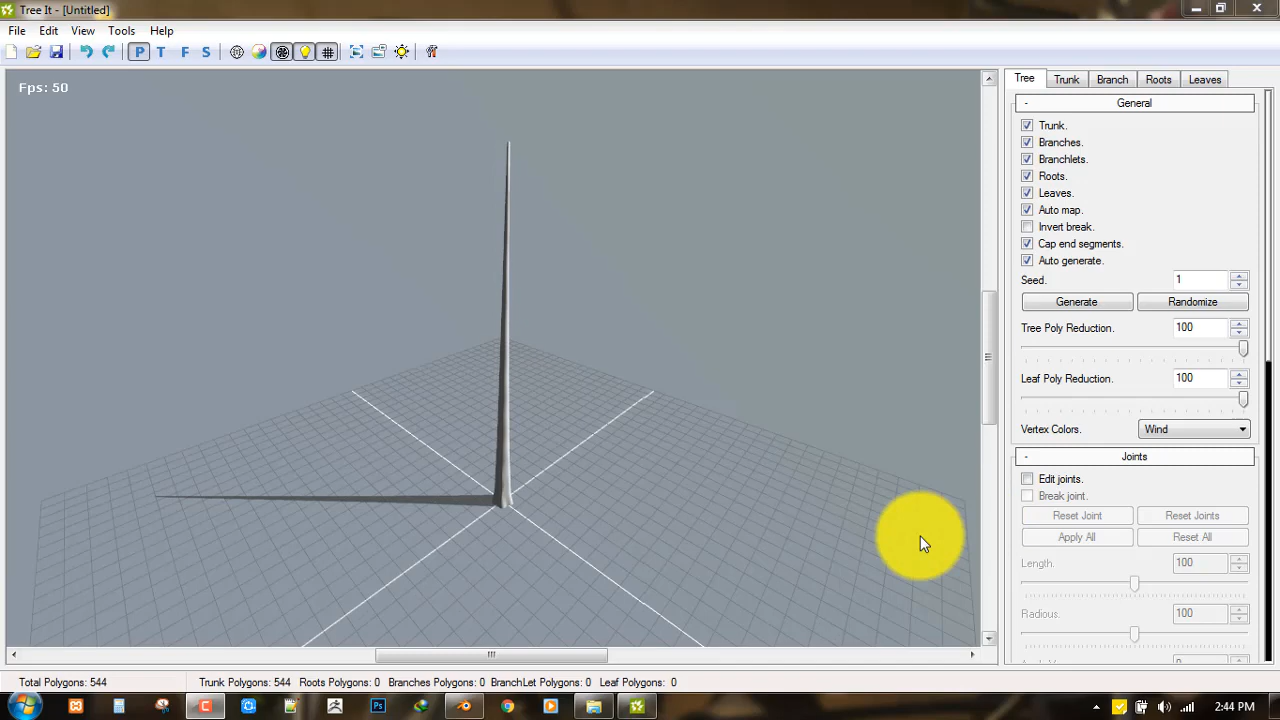 Tree It - [Untitled]
File Edit View Tools Help
P T F S
Fps: 50
Tree Trunk Branch Roots Leaves
- General
Trunk.
Branches.
Branchlets.
Roots.
Leaves.
Auto map.
Invert break.
Cap end segments.
Auto generate.
Seed. 1
Generate Randomize
Tree Poly Reduction. 100
Leaf Poly Reduction. 100
Vertex Colors. Wind
- Joints
Edit joints.
Break joint.
Reset Joint Reset Joints
Apply All Reset All
Length. 100
Radious. 100
Total Polygons: 544 Trunk Polygons: 544 Roots Polygons: 0 Branches Polygons: 0 BranchLet Polygons: 0 Leaf Polygons: 0
Ps
2:44 PM